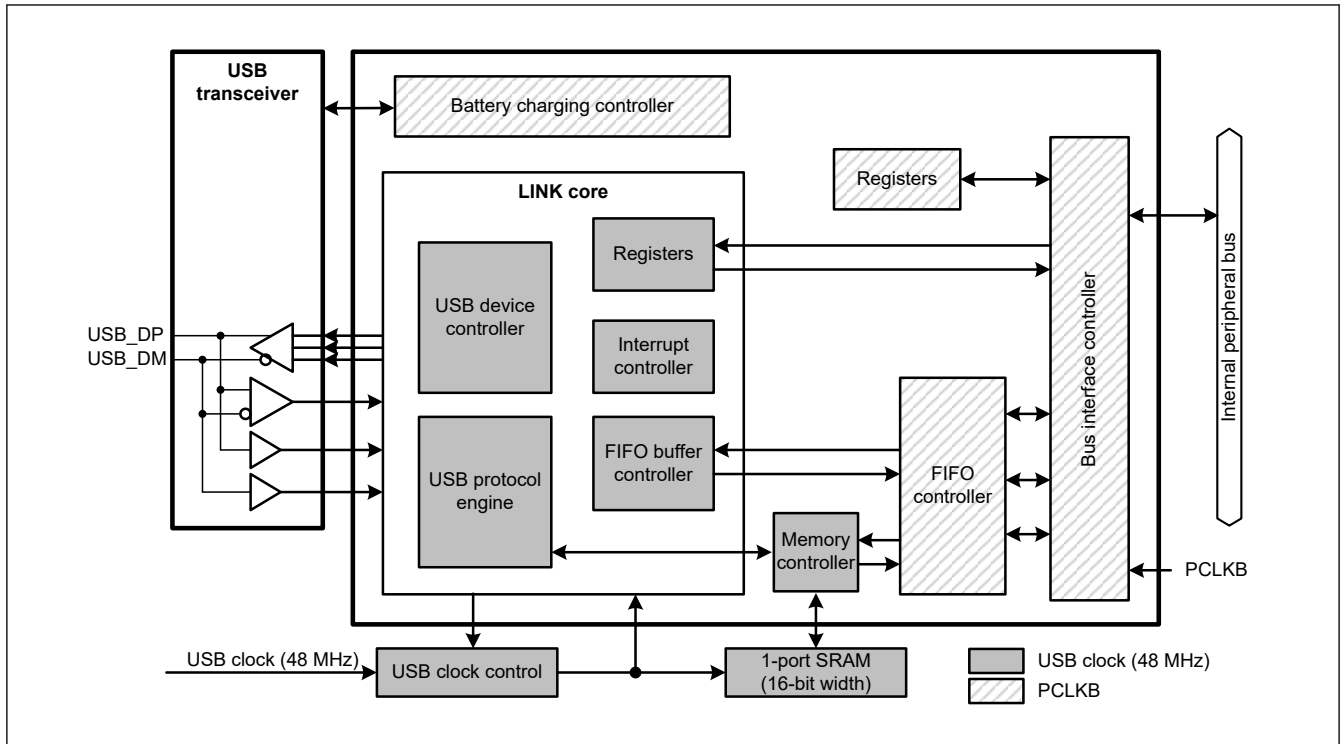 USB
transceiver
Battery charging controller
LINK core
Registers
Registers
USB device
controller
Interrupt
controller
USB_DP
USB_DM
USB protocol
engine
FIFO buffer
controller
FIFO
controller
Memory
controller
Bus interface controller
Internal peripheral bus
PCLKB
USB clock (48 MHz)
USB clock control
1-port SRAM
(16-bit width)
USB clock (48 MHz)
PCLKB